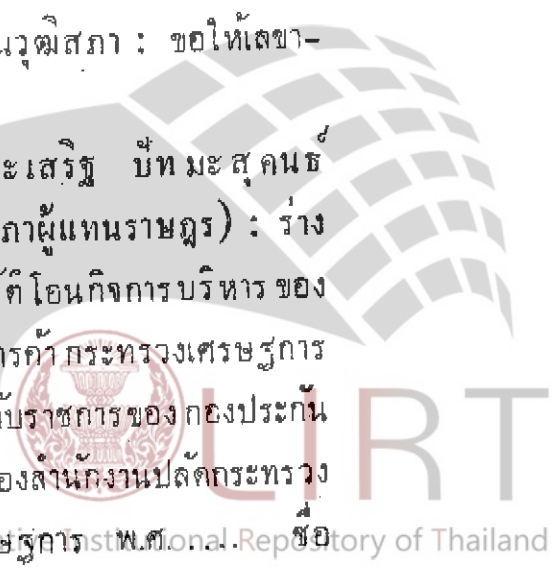 นวุฒิสภา : ขอให้เลขา-
ะเสริฐ ปัทมะสุคนธ์
ภาผู้แทนราษฎร) : ร่าง
ัติโอนกิจการบริหารของ
ารค้า กระทรวงเศรษฐการ
ับราชการของกองประกัน
องสำนักงานปลัดกระทรวง
ษฐการ พ.ศ. .... ชื่อ
LIRT
Institutional Repository of Thailand